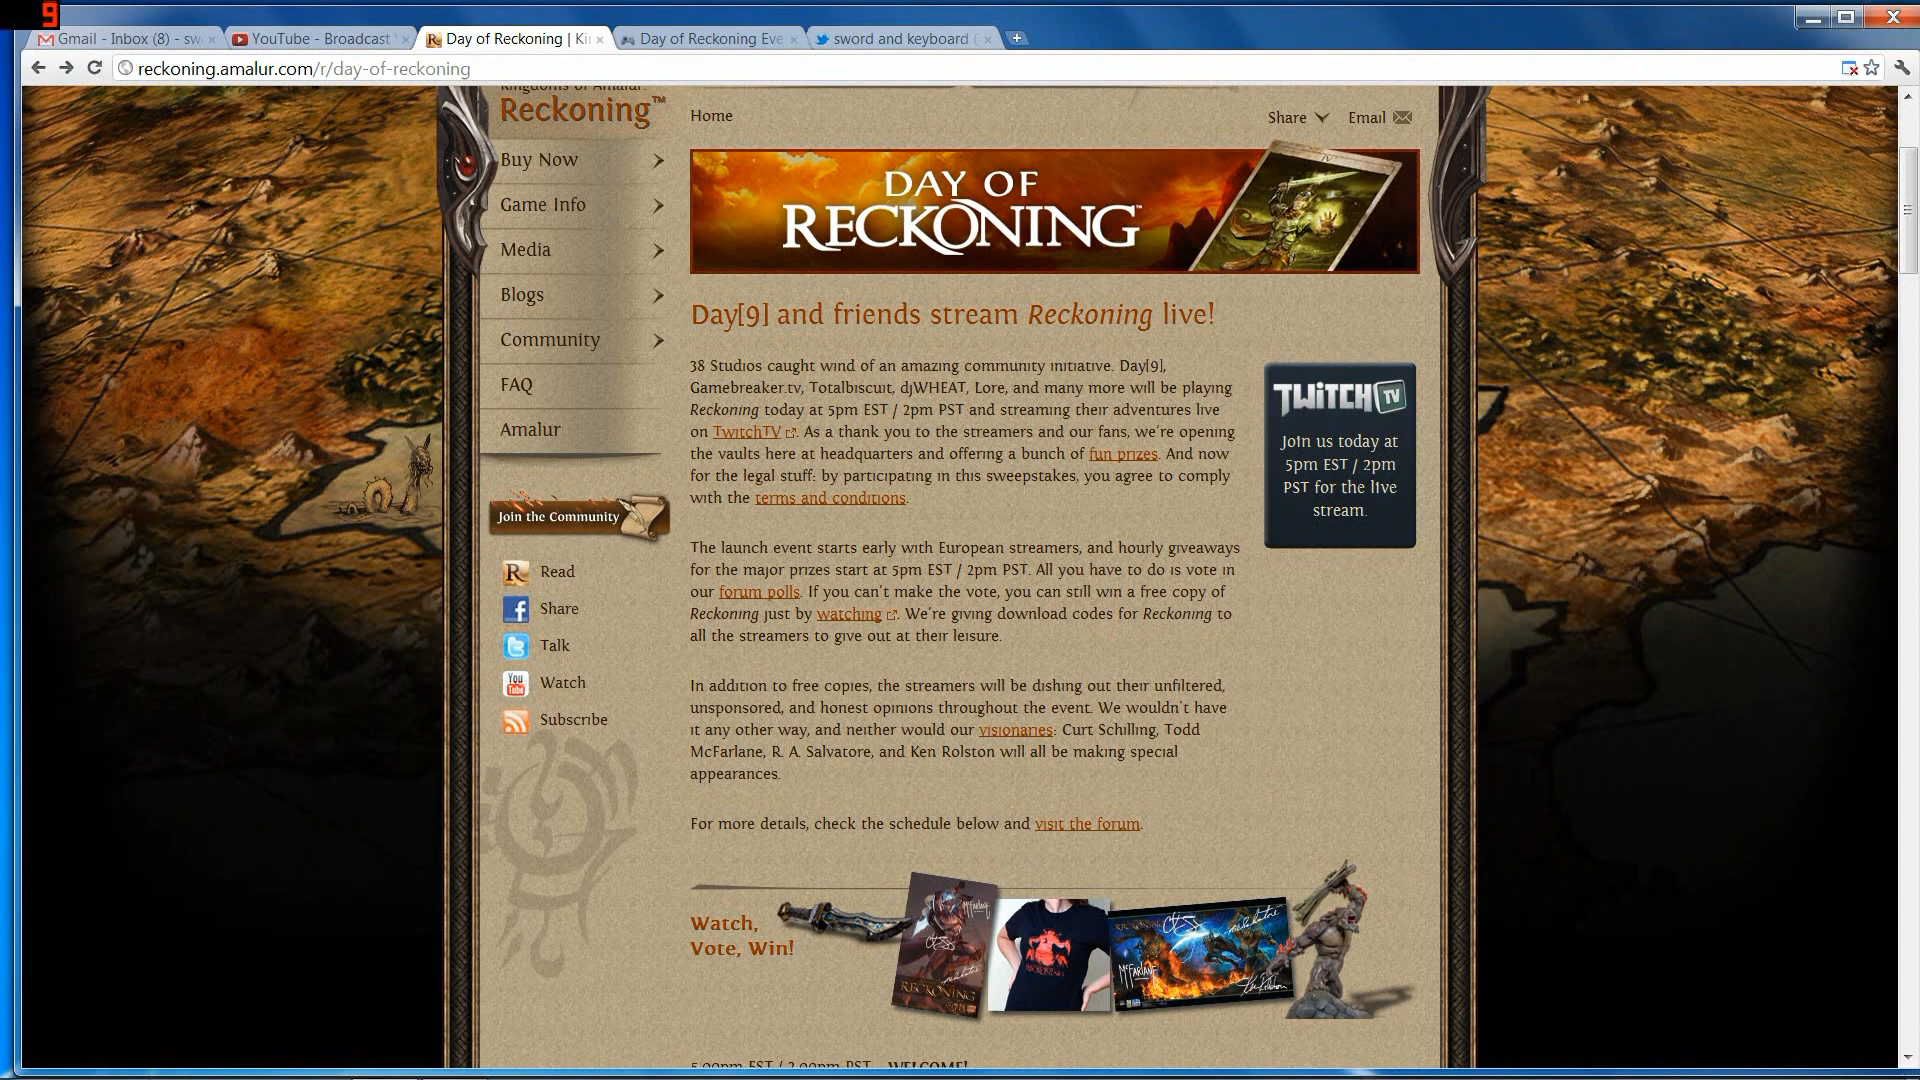 9
Gmail - Inbox (8) - sw
YouTube - Broadcast
Day of Reckoning | Ki
Day of Reckoning Eve
sword and keyboard
reckoning.amalur.com/r/day-of-reckoning
Kingdoms of Amalur:
Reckoning™
Home
Share
Email
Buy Now
Game Info
Media
Blogs
Community
FAQ
Amalur
Join the Community
Read
Share
Talk
Watch
Subscribe
DAY OF
RECKONING™
IV
Day[9] and friends stream Reckoning live!
38 Studios caught wind of an amazing community initiative. Day[9],
Gamebreaker.tv, Totalbiscuit, djWHEAT, Lore, and many more will be playing
Reckoning today at 5pm EST / 2pm PST and streaming their adventures live
on TwitchTV. As a thank you to the streamers and our fans, we're opening
the vaults here at headquarters and offering a bunch of fun prizes. And now
for the legal stuff: by participating in this sweepstakes, you agree to comply
with the terms and conditions.
The launch event starts early with European streamers, and hourly giveaways
for the major prizes start at 5pm EST / 2pm PST. All you have to do is vote in
our forum polls. If you can't make the vote, you can still win a free copy of
Reckoning just by watching. We're giving download codes for Reckoning to
all the streamers to give out at their leisure.
In addition to free copies, the streamers will be dishing out their unfiltered,
unsponsored, and honest opinions throughout the event. We wouldn't have
it any other way, and neither would our visionaries: Curt Schilling, Todd
McFarlane, R. A. Salvatore, and Ken Rolston will all be making special
appearances.
For more details, check the schedule below and visit the forum.
TWiTCH TV
Join us today at
5pm EST / 2pm
PST for the live
stream.
Watch,
Vote, Win!
McFarlane
RECKONING
RECKONING
RECKONING
McFarlane
5:00pm EST / 2:00pm PST - WELCOME!